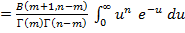 = B(m+1,n−m) / Γ(m)Γ(n−m) ∫₀^∞ uⁿ e⁻ᵘ du